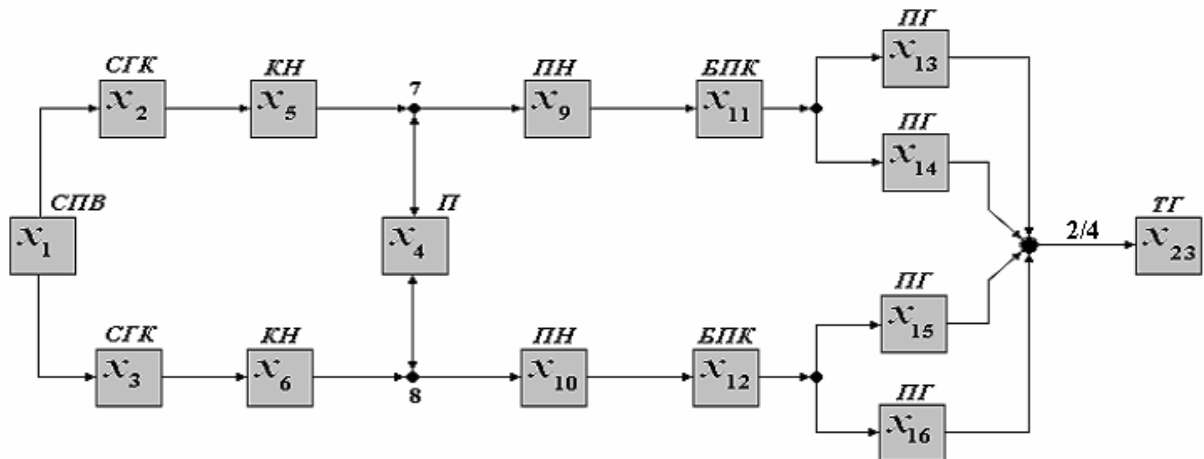 ПГ
x13
СГК
КН
7
ПН
БПК
x2
x5
x9
x11
ПГ
x14
СПВ
П
2/4
ТГ
x1
x4
x23
ПГ
x15
СГК
КН
ПН
БПК
x3
x6
8
x10
x12
ПГ
x16